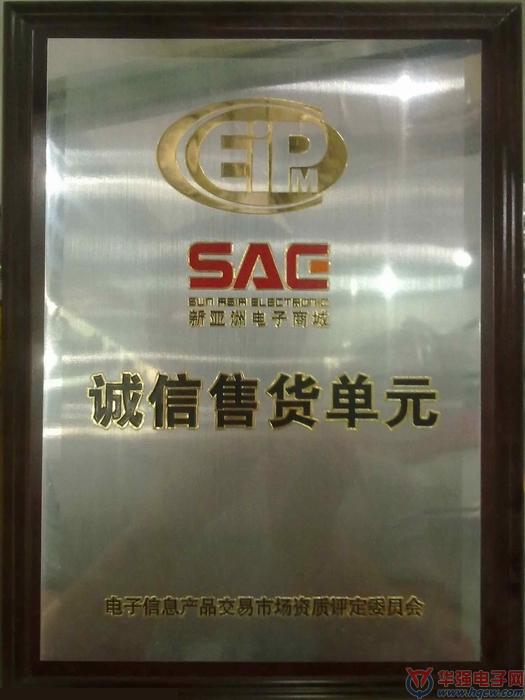 CEiPM
SAE
SUN ASIA ELECTRONIC
新亚洲电子商城
诚信售货单元
电子信息产品交易市场资质评定委员会
华强电子网
www.hqew.com